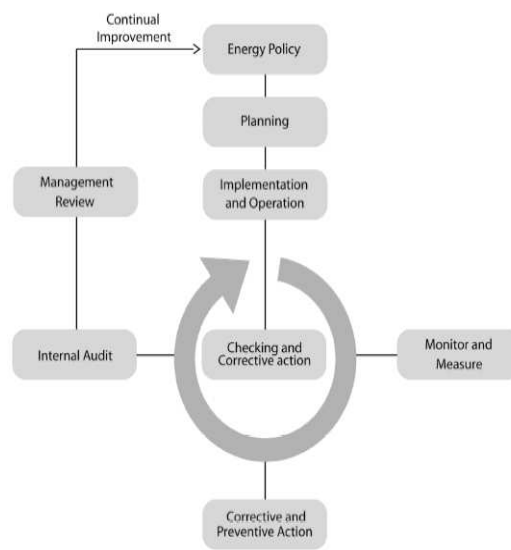 Continual
Improvement
Energy Policy
Planning
Management
Review
Implementation
and Operation
Internal Audit
Checking and
Corrective action
Monitor and
Measure
Corrective and
Preventive Action